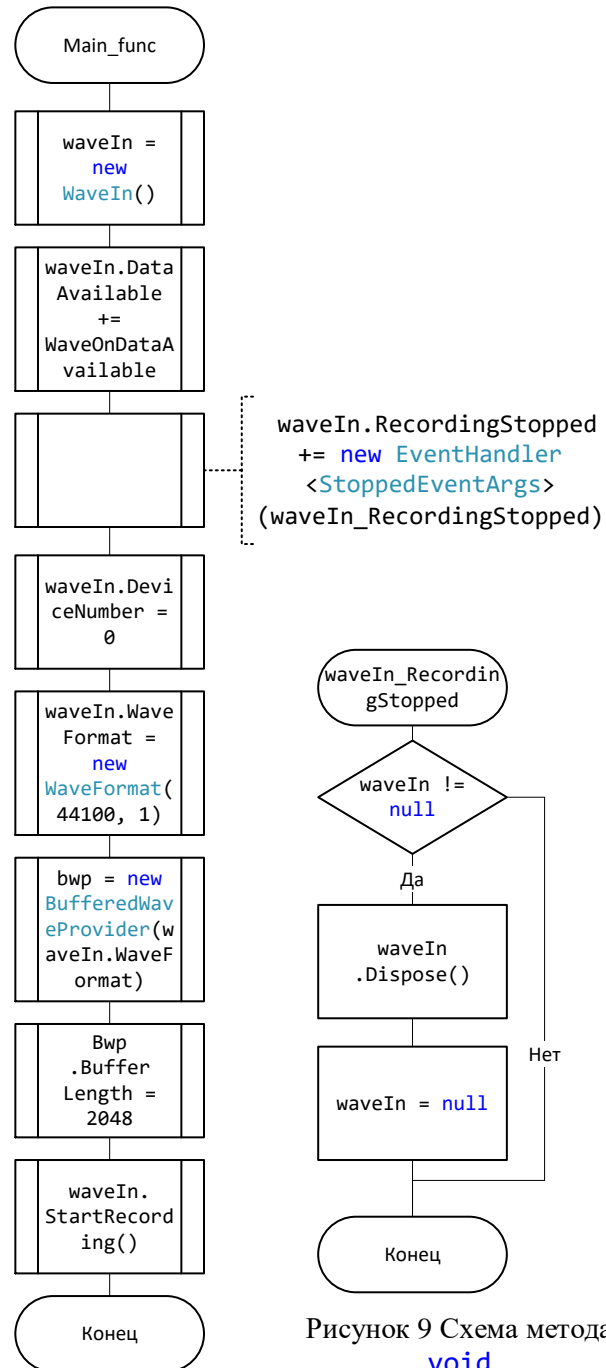 Main_func
waveIn =
new
WaveIn()
waveIn.Data
Available
+=
WaveOnDataA
vailable
waveIn.RecordingStopped
+= new EventHandler
<StoppedEventArgs>
(waveIn_RecordingStopped)
waveIn.Devi
ceNumber =
0
waveIn.Wave
Format =
new
WaveFormat(
44100, 1)
bwp = new
BufferedWav
eProvider(w
aveIn.WaveF
ormat)
Bwp
.Buffer
Length =
2048
waveIn.
StartRecord
ing()
Конец
waveIn_Recordin
gStopped
waveIn !=
null
Да
waveIn
.Dispose()
Нет
waveIn = null
Конец
Рисунок 9 Схема метода
void